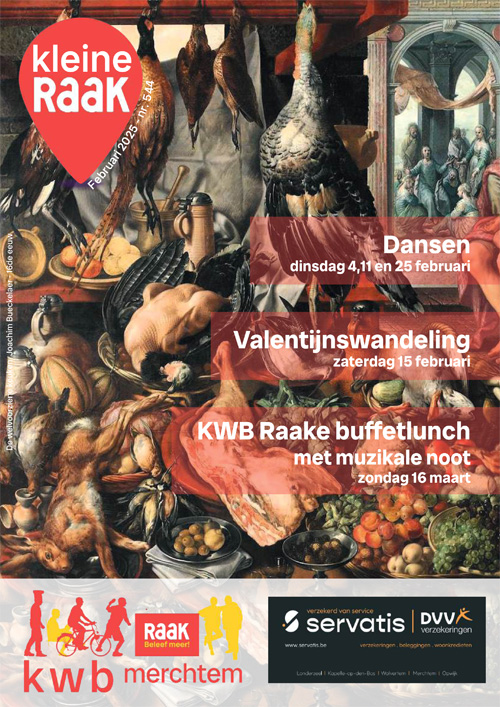 kleine
RAAK
Februari 2025 - nr. 544
Dansen
dinsdag 4,11 en 25 februari
Valentijnswandeling
zaterdag 15 februari
KWB Raake buffetlunch
met muzikale noot
zondag 16 maart
Joachim Bueckelaer - 16de eeuw
RAAK
Beleef meer!
kwb merchtem
verzekerd van service
servatis
DVV
verzekeringen
www.servatis.be
verzekeringen . beleggingen . woonkredieten
Londerzeel | Kapelle-op-den-Bos | Wolvertem | Merchtem | Opwijk